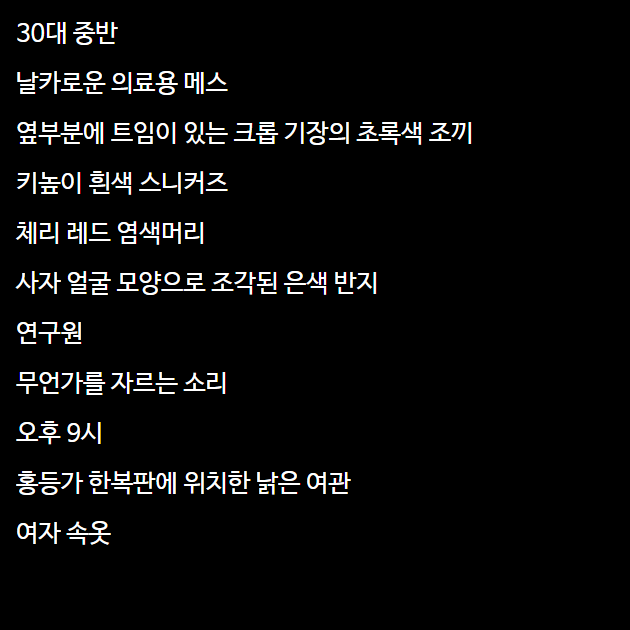 30대 중반
날카로운 의료용 메스
옆부분에 트임이 있는 크롭 기장의 초록색 조끼
키높이 흰색 스니커즈
체리 레드 염색머리
사자 얼굴 모양으로 조각된 은색 반지
연구원
무언가를 자르는 소리
오후 9시
홍등가 한복판에 위치한 낡은 여관
여자 속옷